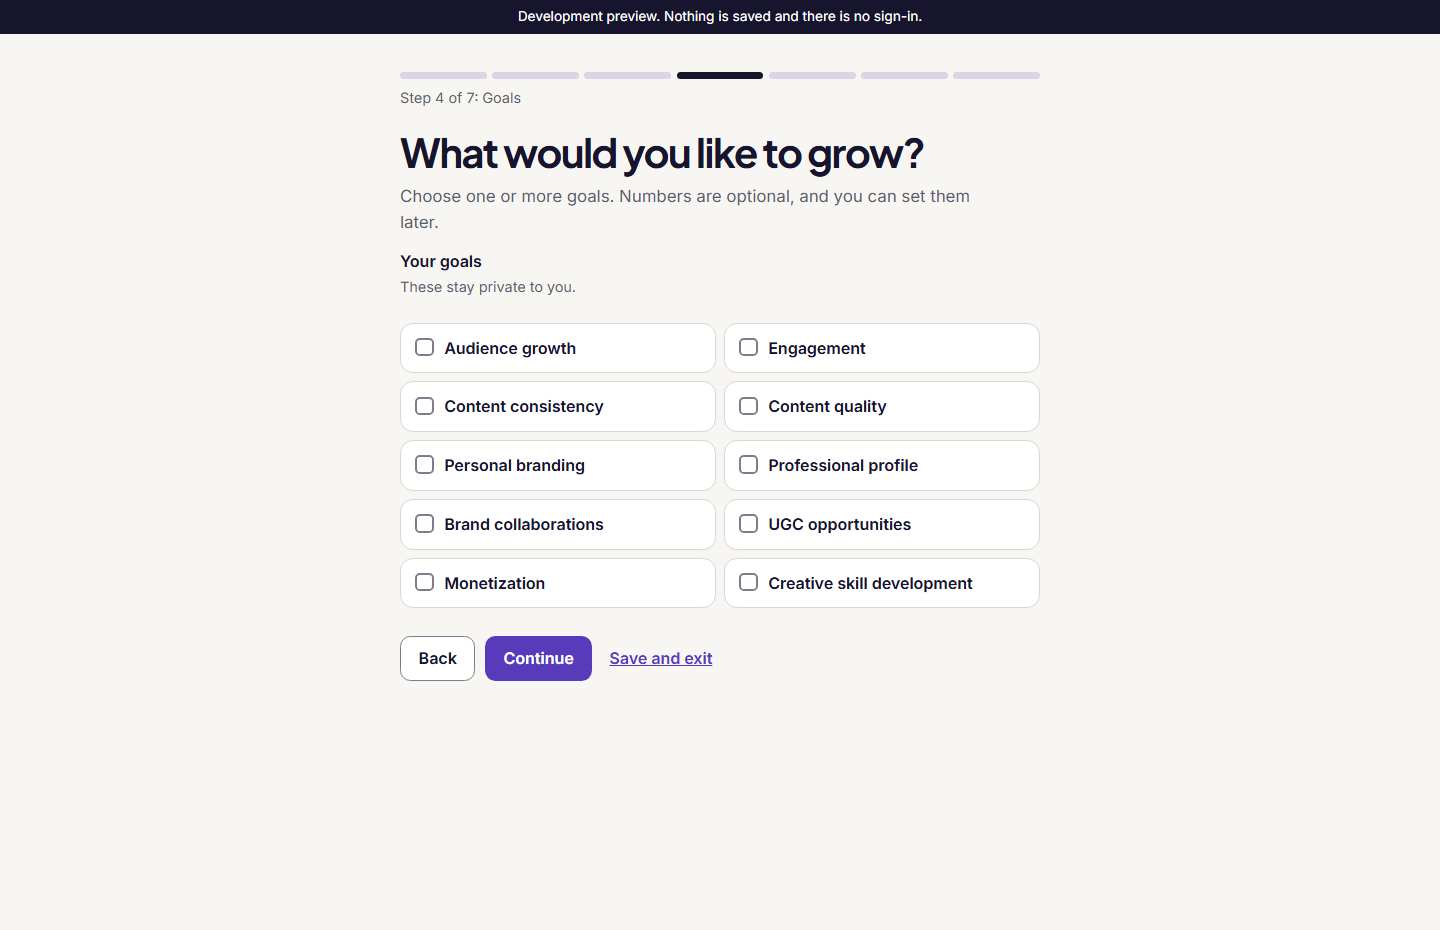 Development preview. Nothing is saved and there is no sign-in.
Step 4 of 7: Goals
What would you like to grow?
Choose one or more goals. Numbers are optional, and you can set them
later.
Your goals
These stay private to you.
Audience growth
Engagement
Content consistency
Content quality
Personal branding
Professional profile
Brand collaborations
UGC opportunities
Monetization
Creative skill development
Back
Continue
Save and exit